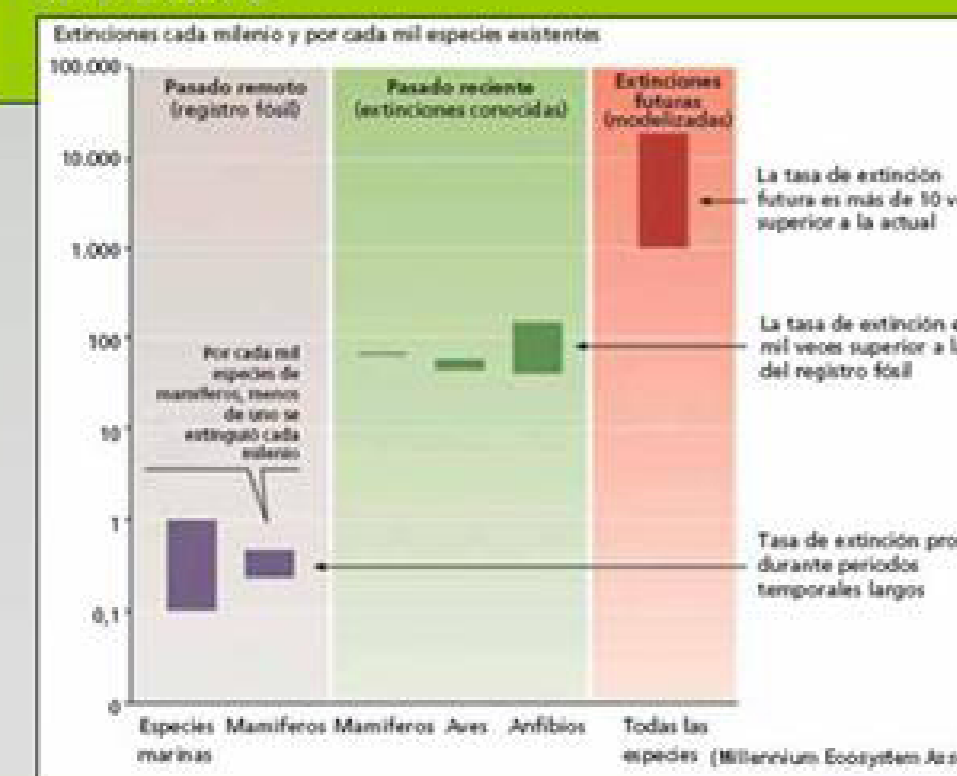 Extinciones cada milenio y por cada mil especies existentes
100.000
10.000
1.000
100
10
1
0,1
0
Pasado remoto
(registro fósil)
Pasado reciente
(extinciones conocidas)
Extinciones
futuras
(modelizadas)
Por cada mil
especies de
mamíferos, menos
de uno se
extinguió cada
milenio
La tasa de extinción
futura es más de 10 v
superior a la actual
La tasa de extinción e
mil veces superior a l
del registro fósil
Tasa de extinción pro
durante periodos
temporales largos
Especies
marinas
Mamíferos
Mamíferos
Aves
Anfibios
Todas las
especies
(Millennium Ecosystem Ass